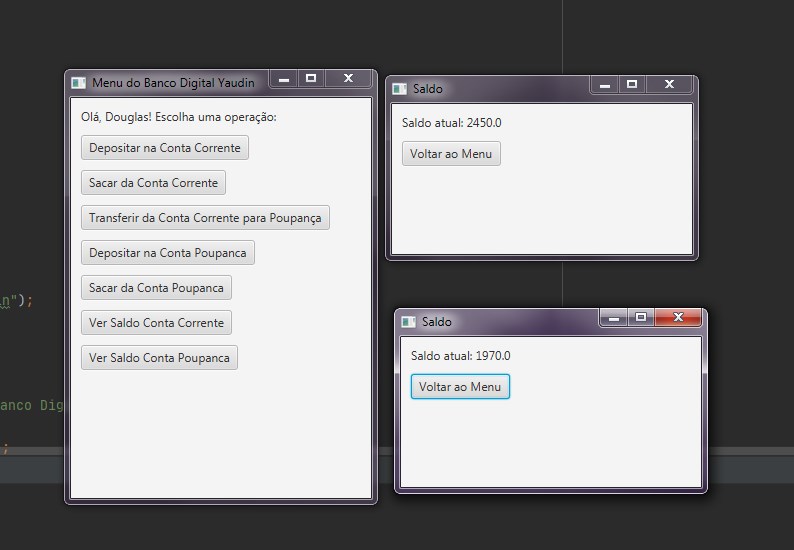 Menu do Banco Digital Yaudin
Olá, Douglas! Escolha uma operação:
Depositar na Conta Corrente
Sacar da Conta Corrente
Transferir da Conta Corrente para Poupança
Depositar na Conta Poupanca
Sacar da Conta Poupanca
Ver Saldo Conta Corrente
Ver Saldo Conta Poupanca
Saldo
Saldo atual: 2450.0
Voltar ao Menu
Saldo
Saldo atual: 1970.0
Voltar ao Menu
n");
anco Dig
;